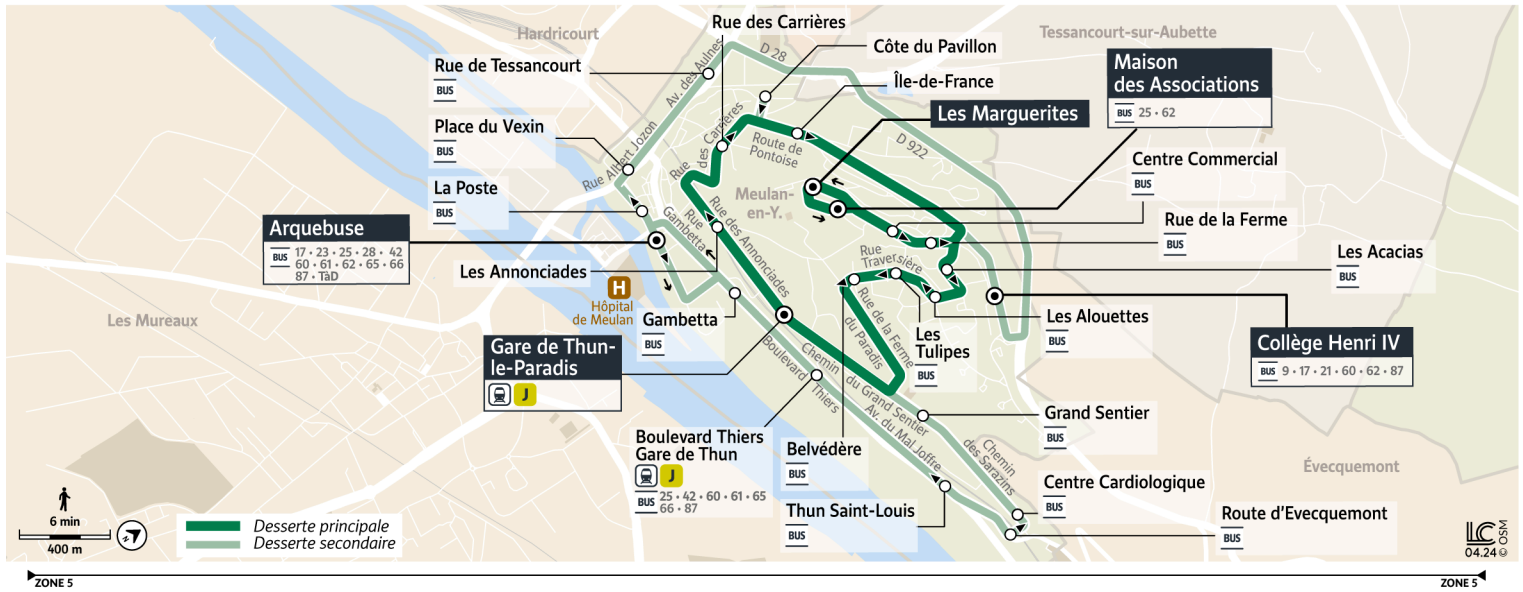 Hardricourt
Tessancourt-sur-Aubette
Les Mureaux
Meulan-
en-Y.
Évecquemont
Rue des Carrières
Côte du Pavillon
Île-de-France
Les Marguerites
Maison
des Associations
BUS 25 • 62
Rue de Tessancourt
BUS
Place du Vexin
BUS
La Poste
BUS
Centre Commercial
BUS
Rue de la Ferme
BUS
Les Acacias
BUS
Arquebuse
BUS 17 • 23 • 25 • 28 • 42
60 • 61 • 62 • 65 • 66
87 • TàD
Les Annonciades
H
Hôpital
de Meulan
Gambetta
BUS
Les Alouettes
BUS
Les
Tulipes
BUS
Collège Henri IV
BUS 9 • 17 • 21 • 60 • 62 • 87
Gare de Thun-
le-Paradis
J
Boulevard Thiers
Gare de Thun
J
BUS 25 • 42 • 60 • 61 • 65
66 • 87
Belvédère
BUS
Grand Sentier
BUS
Centre Cardiologique
BUS
Thun Saint-Louis
BUS
Route d'Evecquemont
BUS
Av. des Aulnes
D 28
D 922
Rue Albert Jozon
Rue
des Carrières
Route de
Pontoise
Rue
Gambetta
Rue des Annonciades
Rue
Traversière
Rue de la Ferme
du Paradis
Boulevard
Thiers
Chemin
du Grand Sentier
Av. du Mal Joffre
Chemin
des Sarazins
6 min
400 m
Desserte principale
Desserte secondaire
LC
04.24 © OSM
ZONE 5
ZONE 5